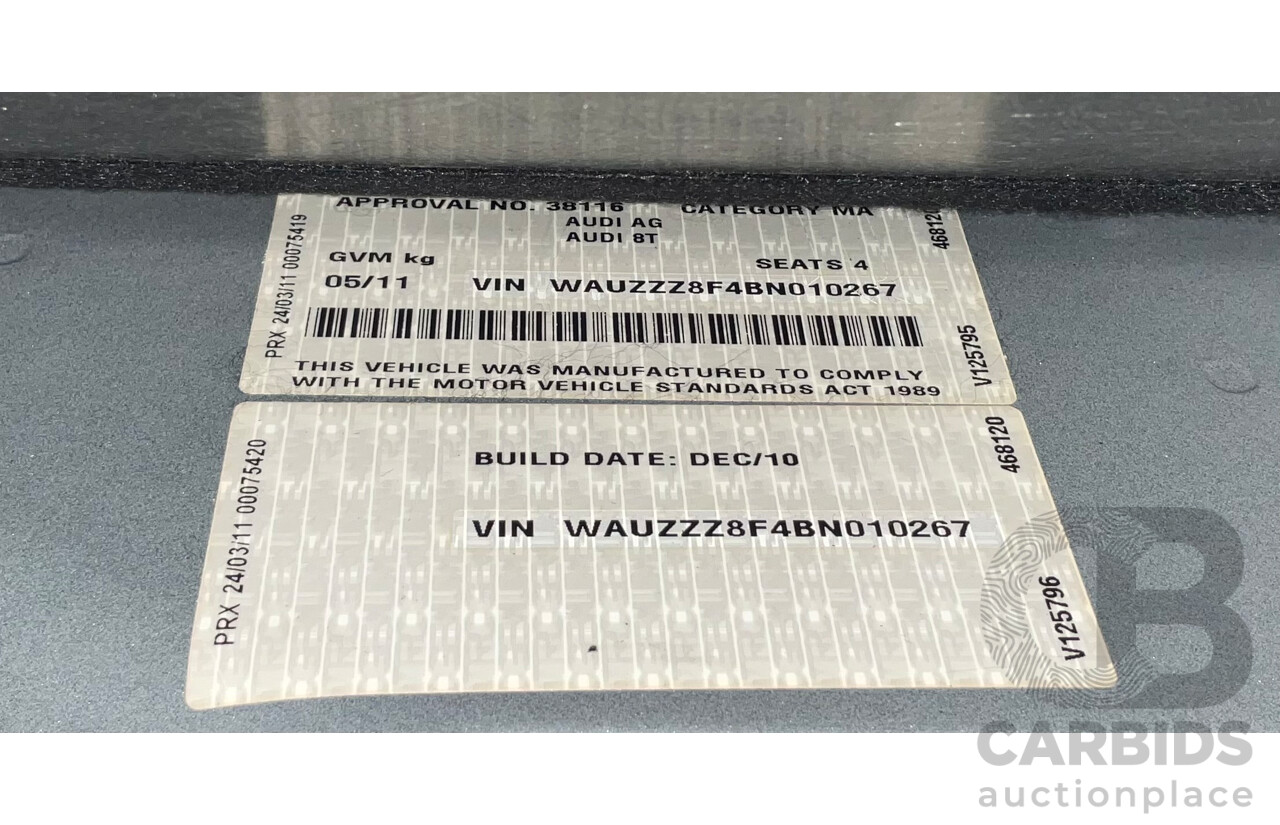 APPROVAL NO. 38116 CATEGORY MA
AUDI AG
AUDI 8T
GVM kg SEATS 4
05/11 VIN WAUZZZ8F4BN010267
THIS VEHICLE WAS MANUFACTURED TO COMPLY
WITH THE MOTOR VEHICLE STANDARDS ACT 1989
PRX 24/03/11 00075419
468120
V125795
BUILD DATE: DEC/10
VIN WAUZZZ8F4BN010267
PRX 24/03/11 00075420
468120
V125796
CB
CARBIDS
auctionplace